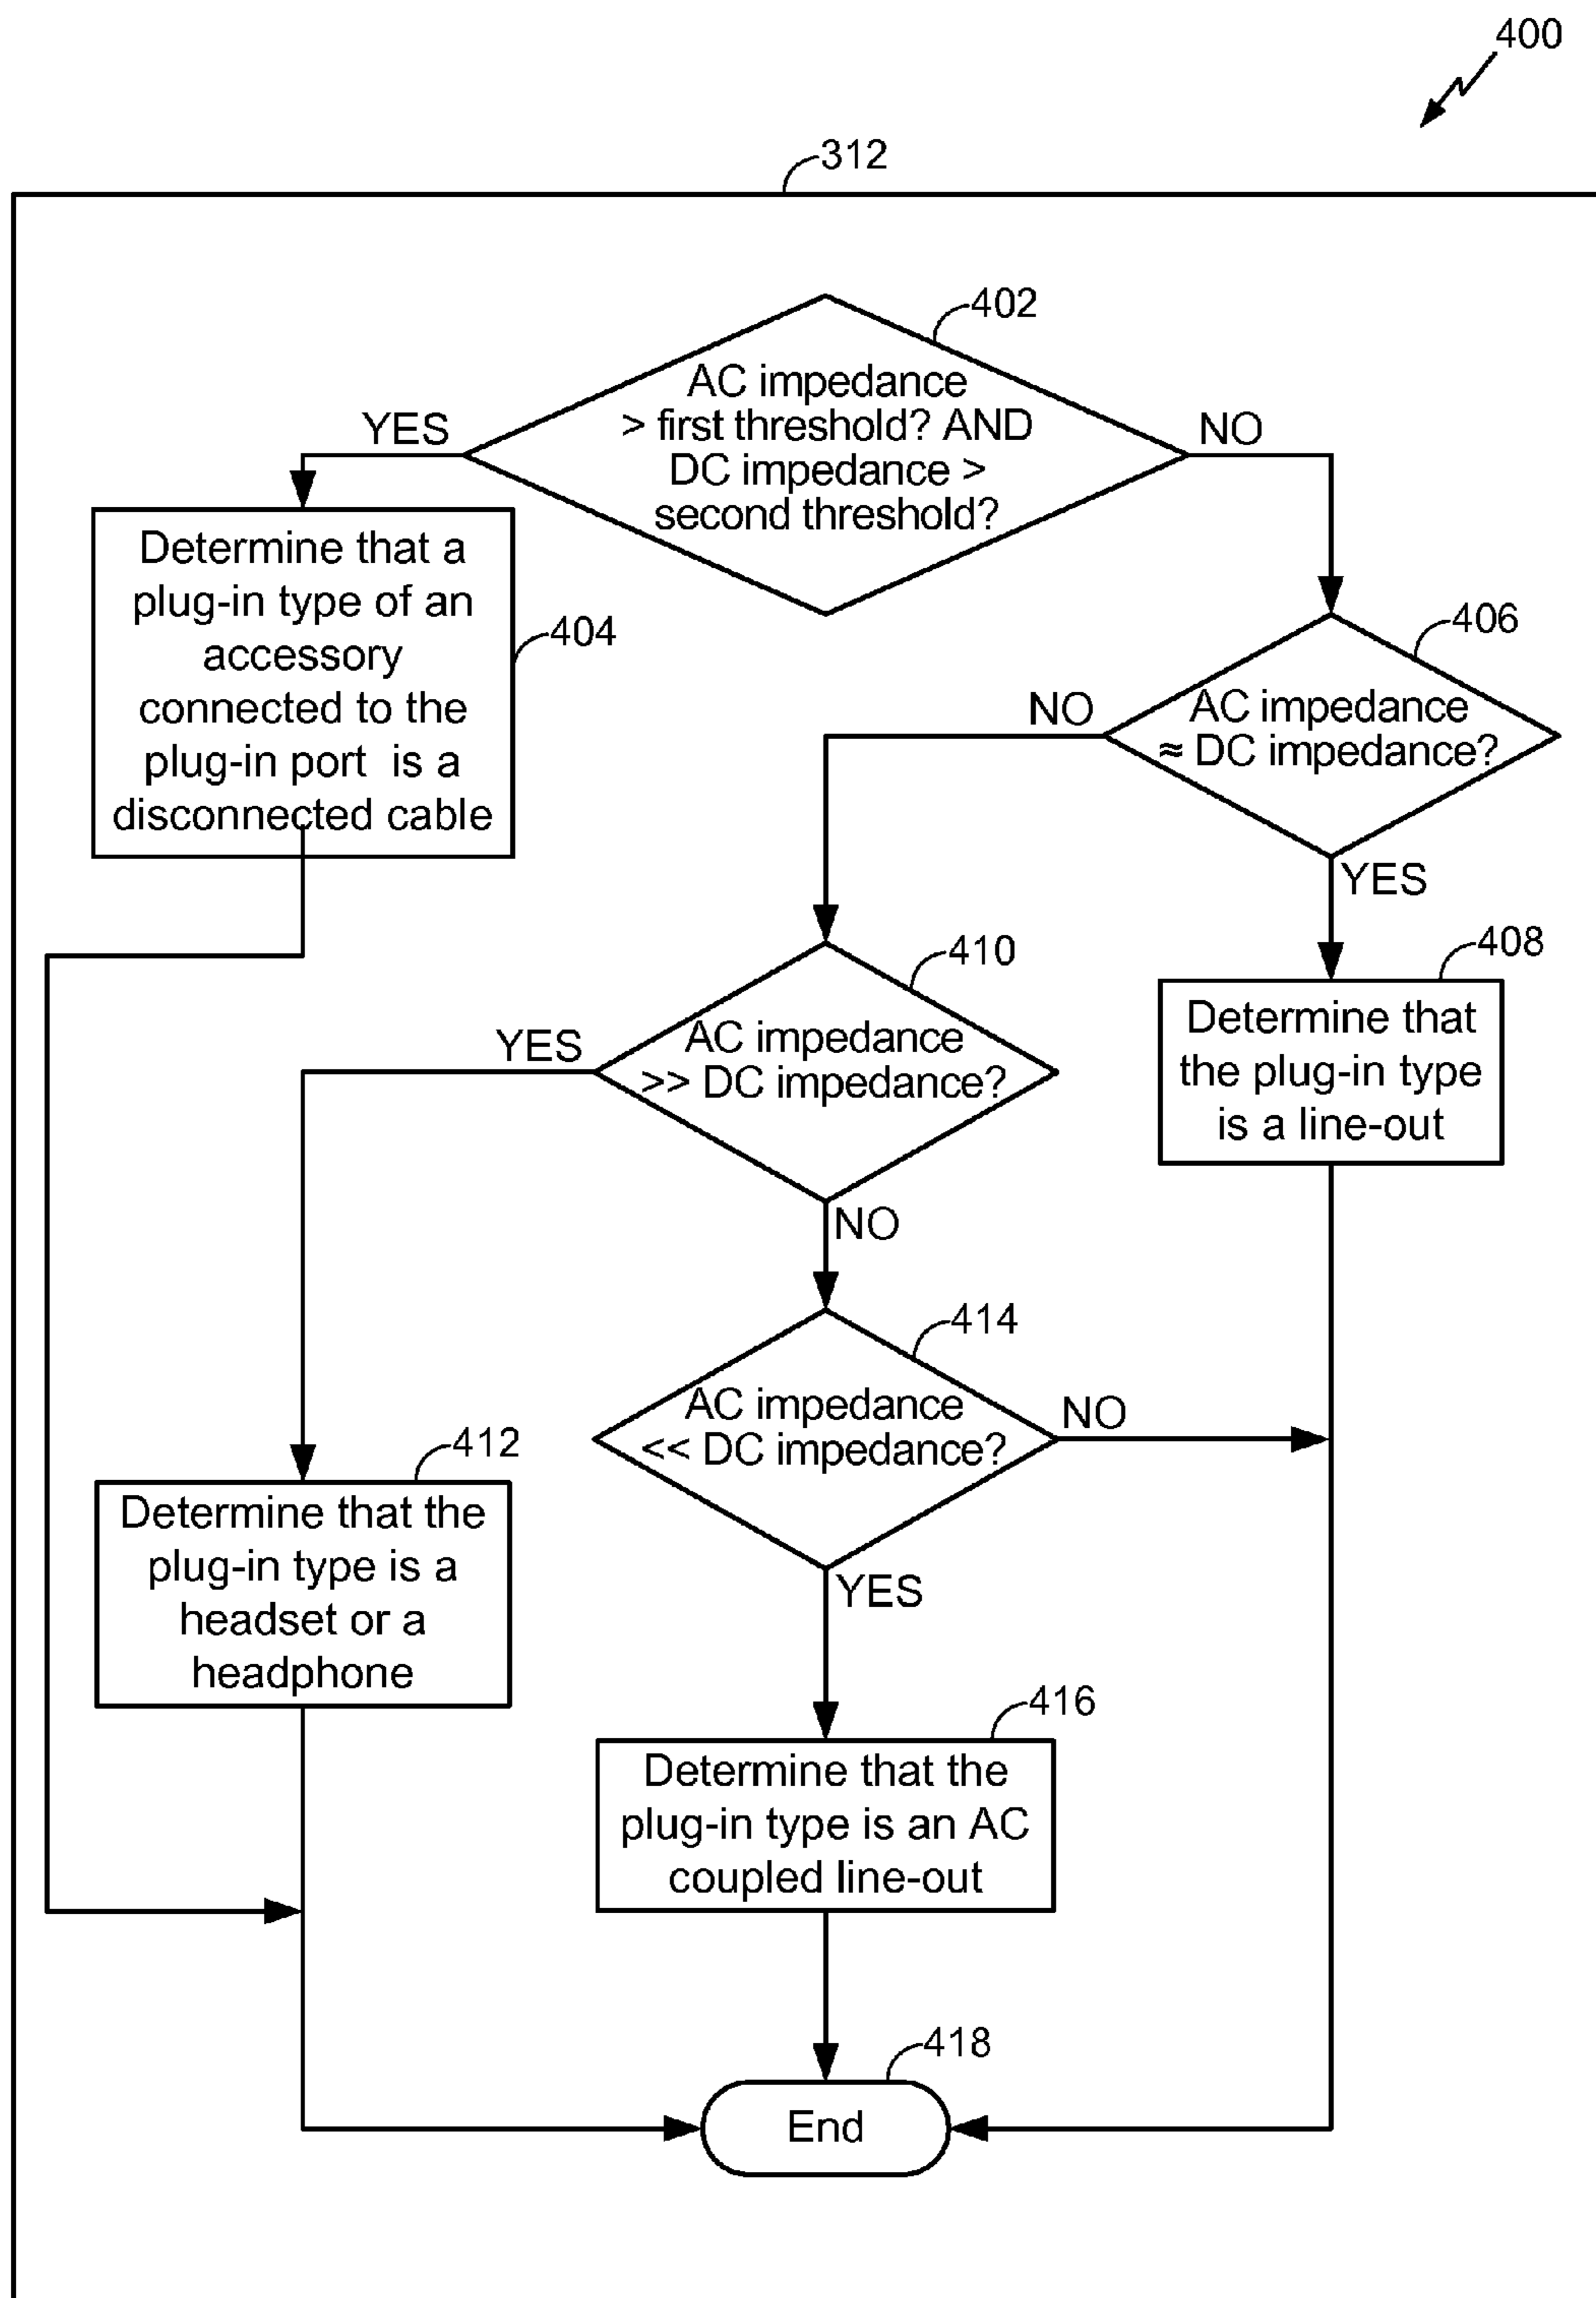 400
312
402
AC impedance
> first threshold? AND
DC impedance >
second threshold?
YES
NO
Determine that a
plug-in type of an
accessory
connected to the
plug-in port is a
disconnected cable
404
406
AC impedance
≈ DC impedance?
NO
YES
408
Determine that
the plug-in type
is a line-out
410
AC impedance
>> DC impedance?
YES
NO
412
Determine that the
plug-in type is a
headset or a
headphone
414
AC impedance
<< DC impedance?
NO
YES
416
Determine that the
plug-in type is an AC
coupled line-out
418
End